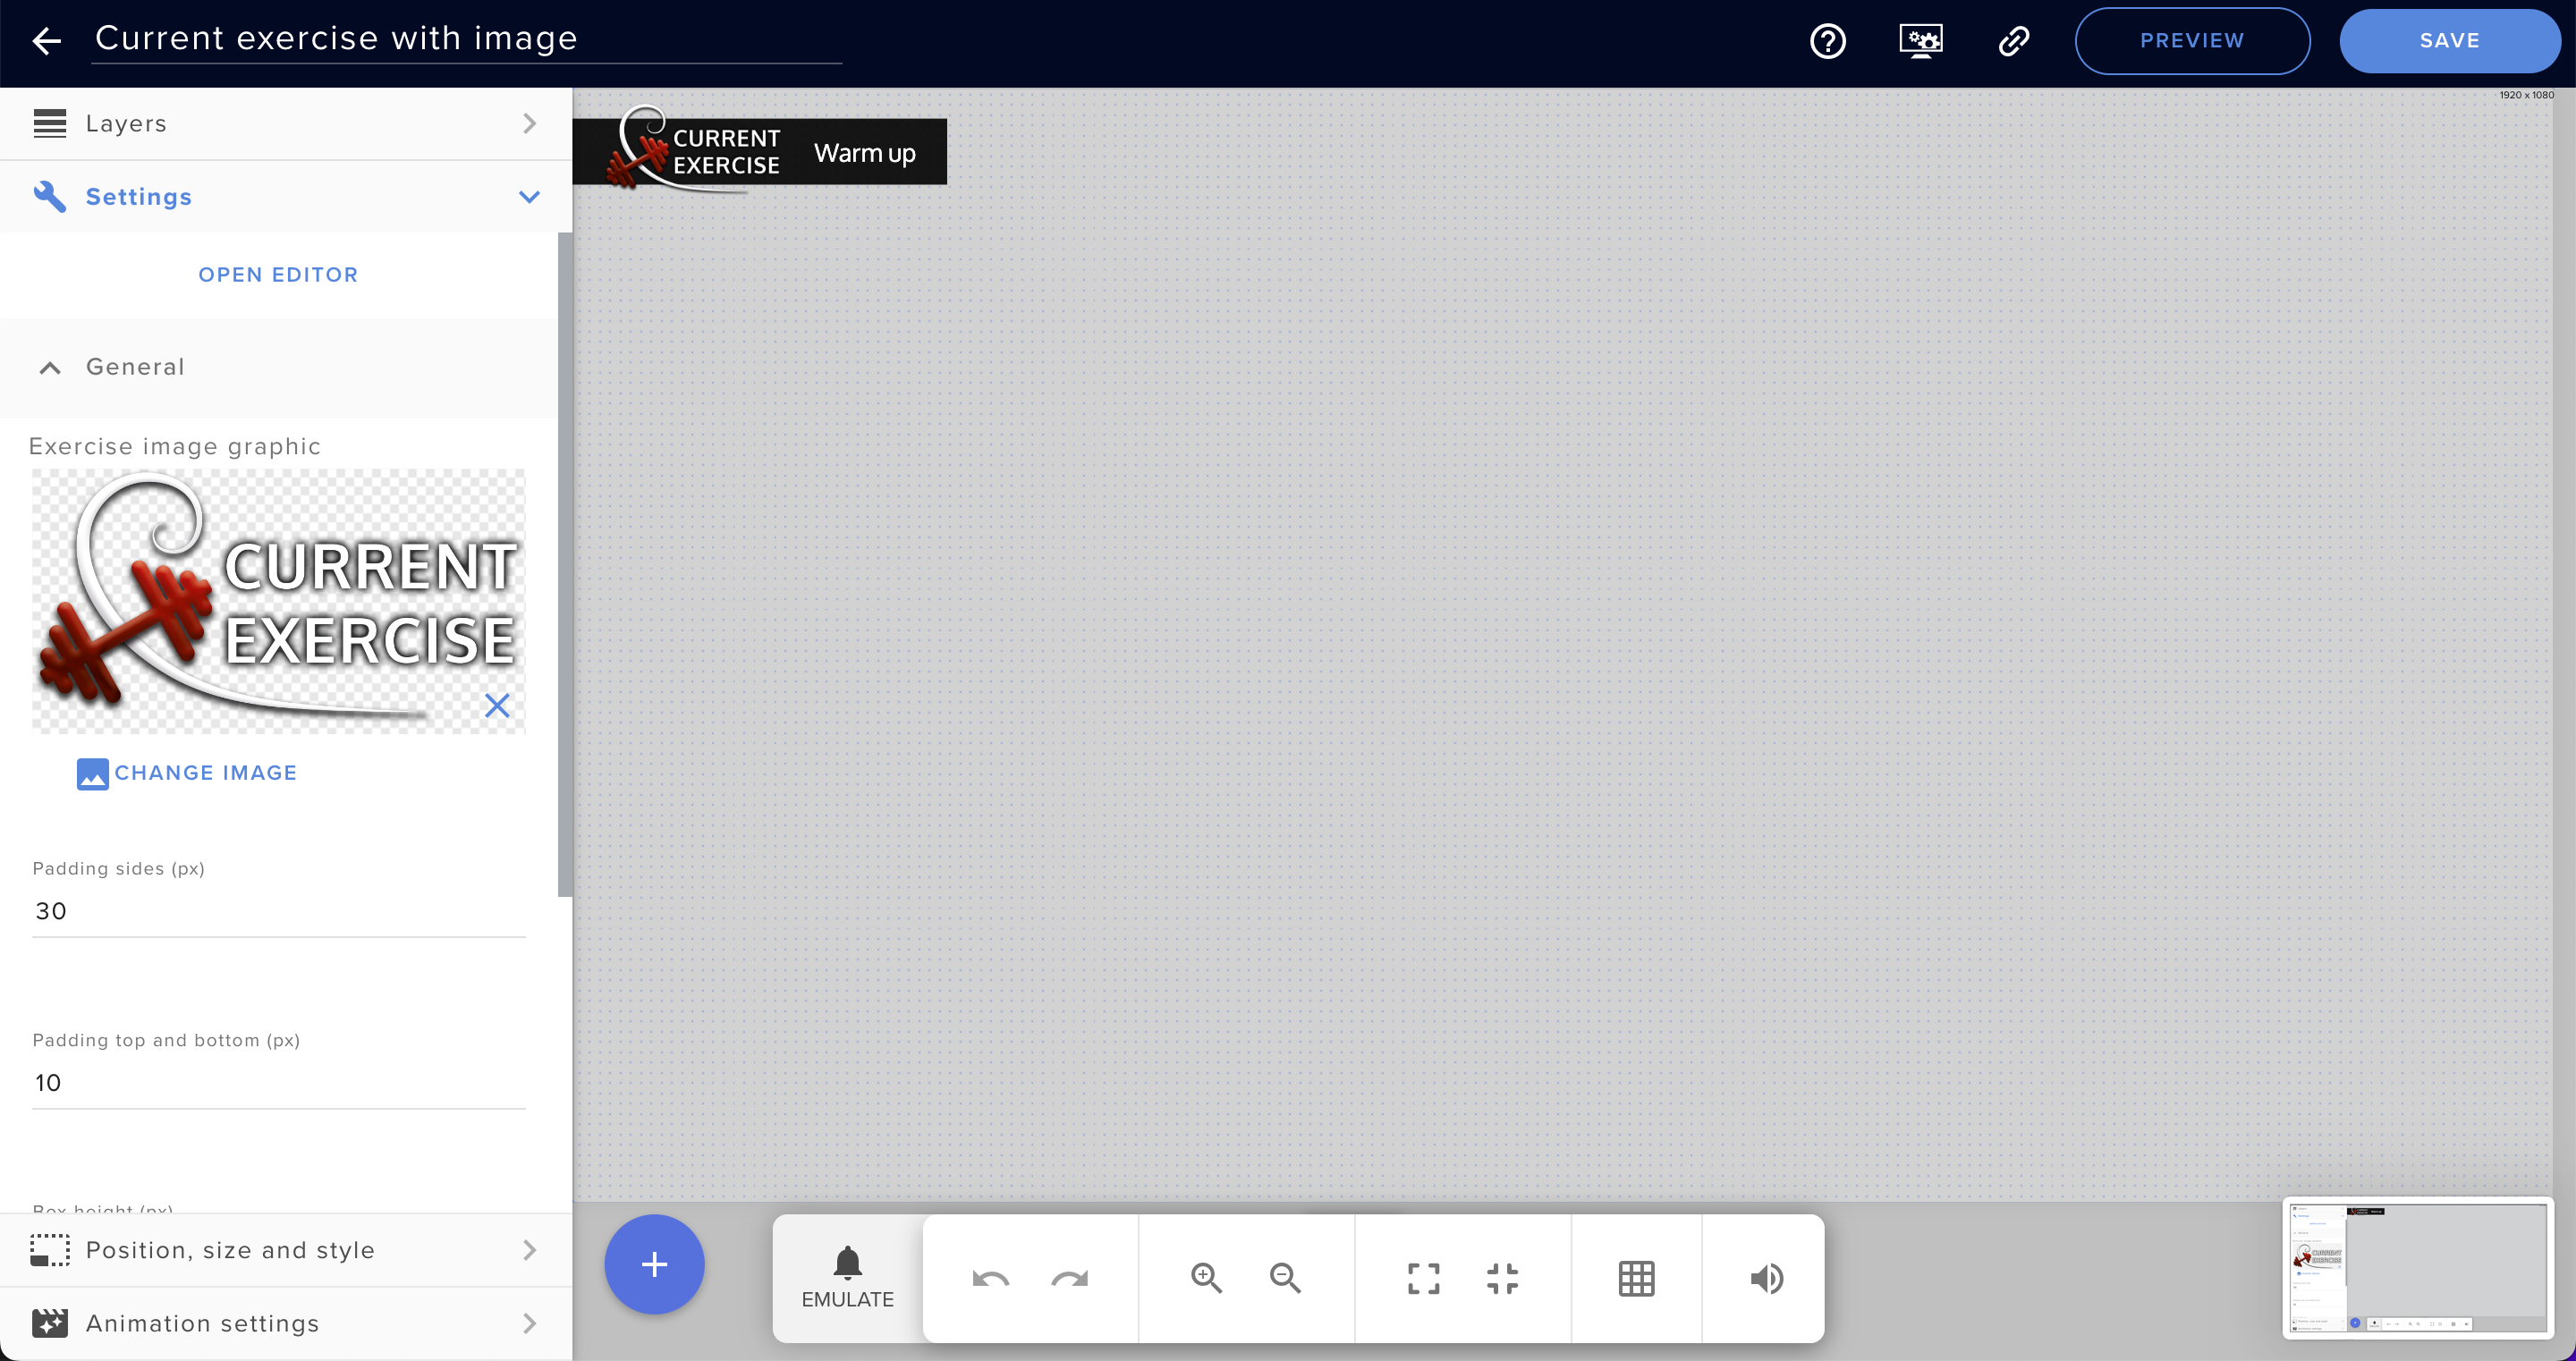 Current exercise with image
PREVIEW
SAVE
Layers
Settings
OPEN EDITOR
General
Exercise image graphic
CURRENT
EXERCISE
CHANGE IMAGE
Padding sides (px)
30
Padding top and bottom (px)
10
Box height (px)
Position, size and style
Animation settings
1920 x 1080
CURRENT
EXERCISE
Warm up
EMULATE